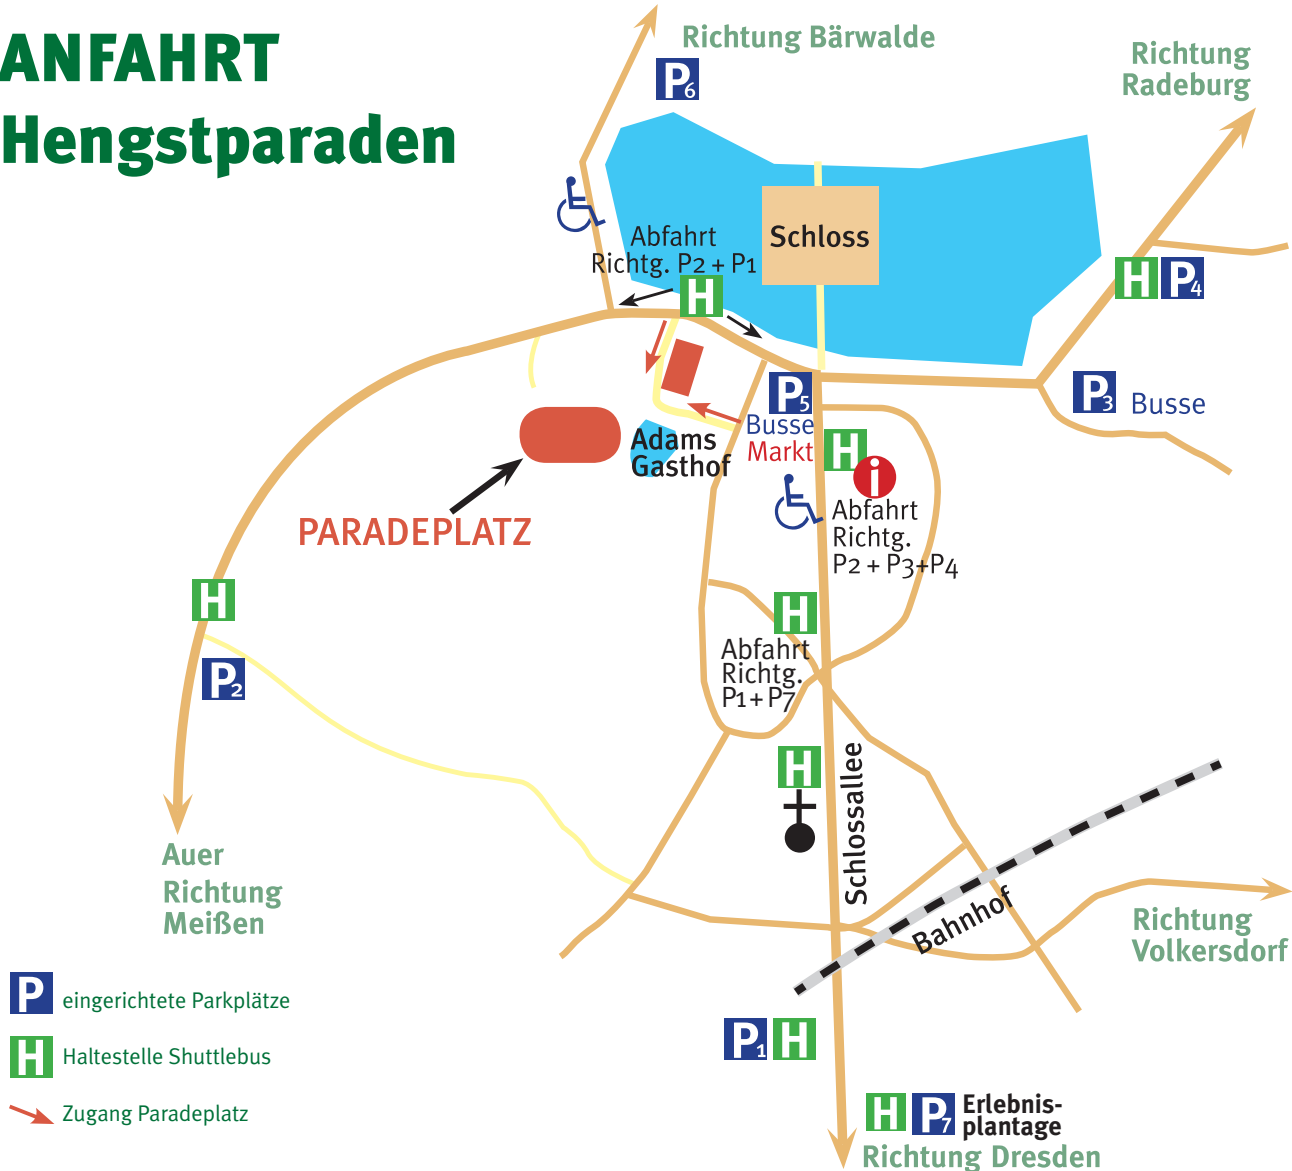 ANFAHRT
Hengstparaden
Richtung Bärwalde
P6
Richtung
Radeburg
Abfahrt
Richtg. P2 + P1
H
Schloss
H P4
P3 Busse
P5
Busse
Markt
H
i
Adams
Gasthof
PARADEPLATZ
Abfahrt
Richtg.
P2 + P3+P4
H
H
Abfahrt
Richtg.
P1+ P7
P2
H
Schlossallee
Auer
Richtung
Meißen
Bahnhof
Richtung
Volkersdorf
P eingerichtete Parkplätze
H Haltestelle Shuttlebus
Zugang Paradeplatz
P1 H
H P7 Erlebnis-
plantage
Richtung Dresden